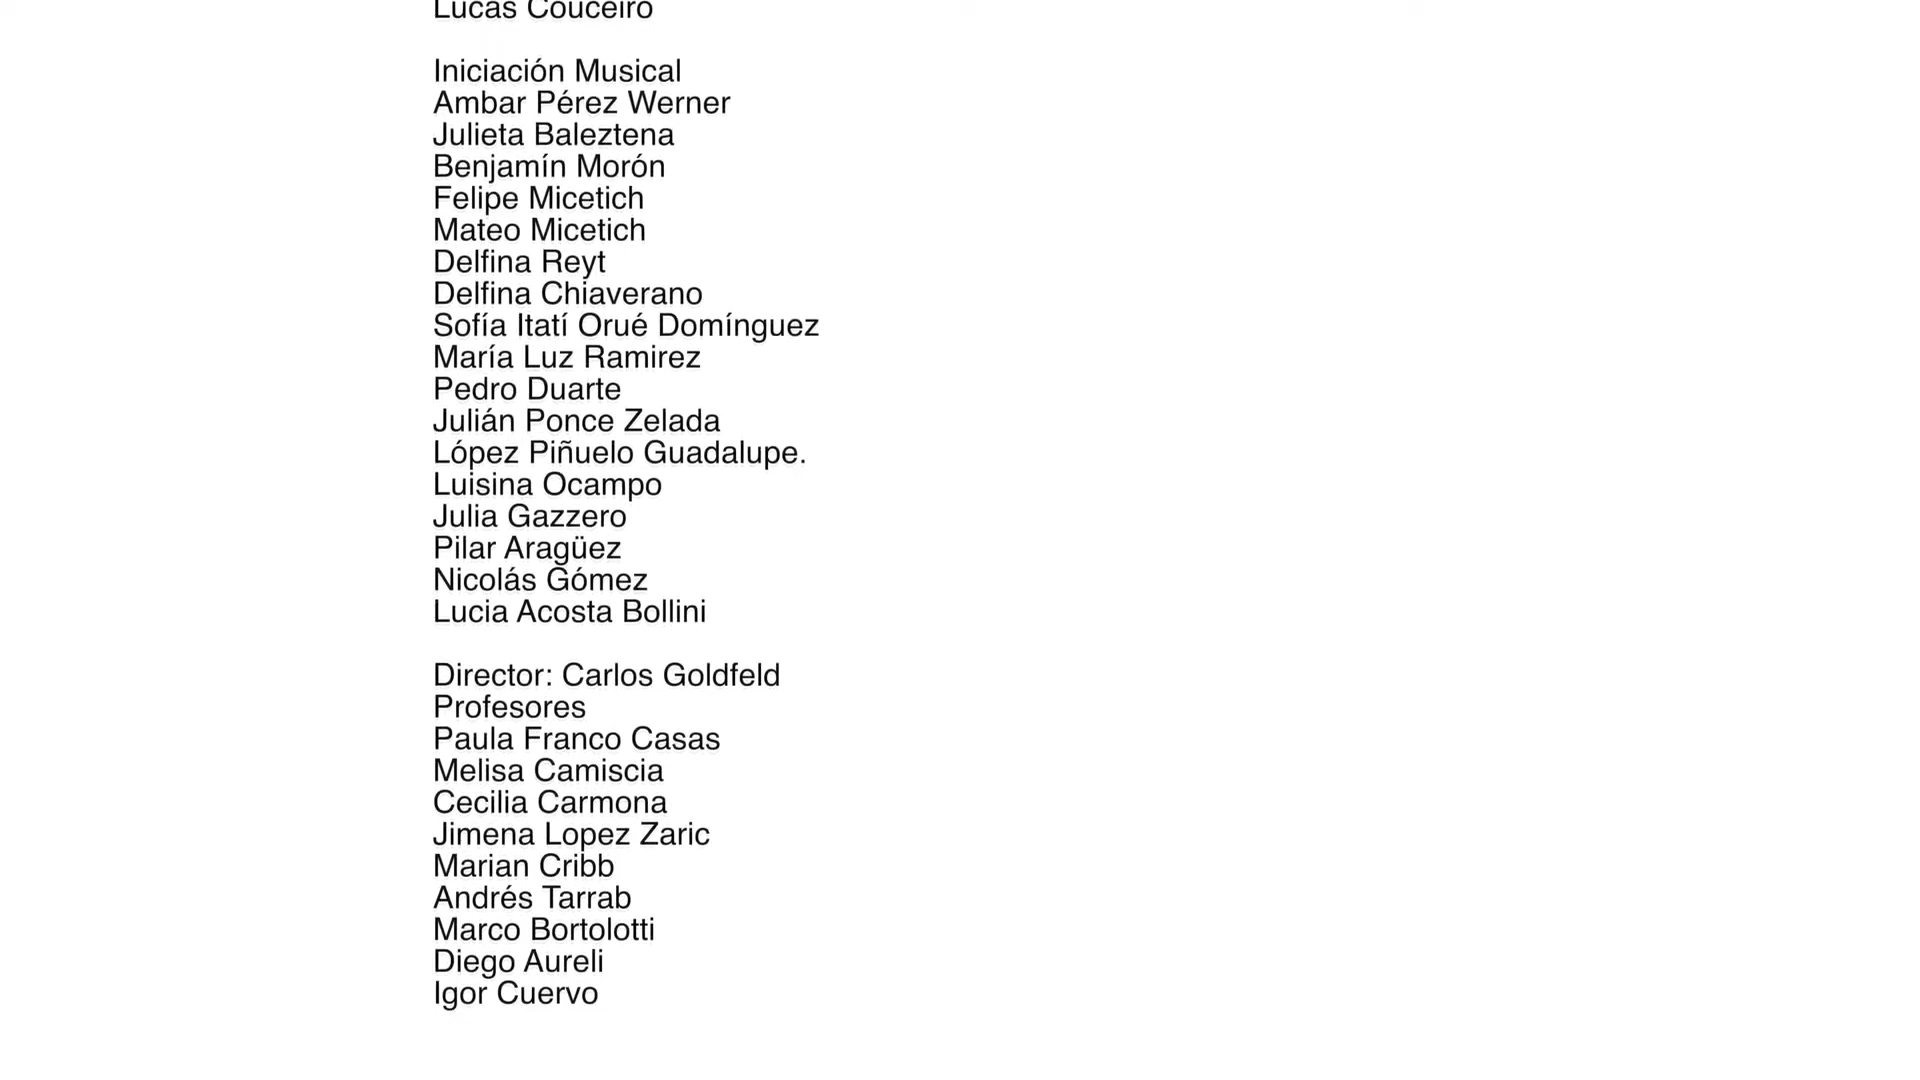 Lucas Couceiro
Iniciación Musical
Ambar Pérez Werner
Julieta Baleztena
Benjamín Morón
Felipe Micetich
Mateo Micetich
Delfina Reyt
Delfina Chiaverano
Sofía Itatí Orué Domínguez
María Luz Ramirez
Pedro Duarte
Julián Ponce Zelada
López Piñuelo Guadalupe.
Luisina Ocampo
Julia Gazzero
Pilar Aragüez
Nicolás Gómez
Lucia Acosta Bollini
Director: Carlos Goldfeld
Profesores
Paula Franco Casas
Melisa Camiscia
Cecilia Carmona
Jimena Lopez Zaric
Marian Cribb
Andrés Tarrab
Marco Bortolotti
Diego Aureli
Igor Cuervo